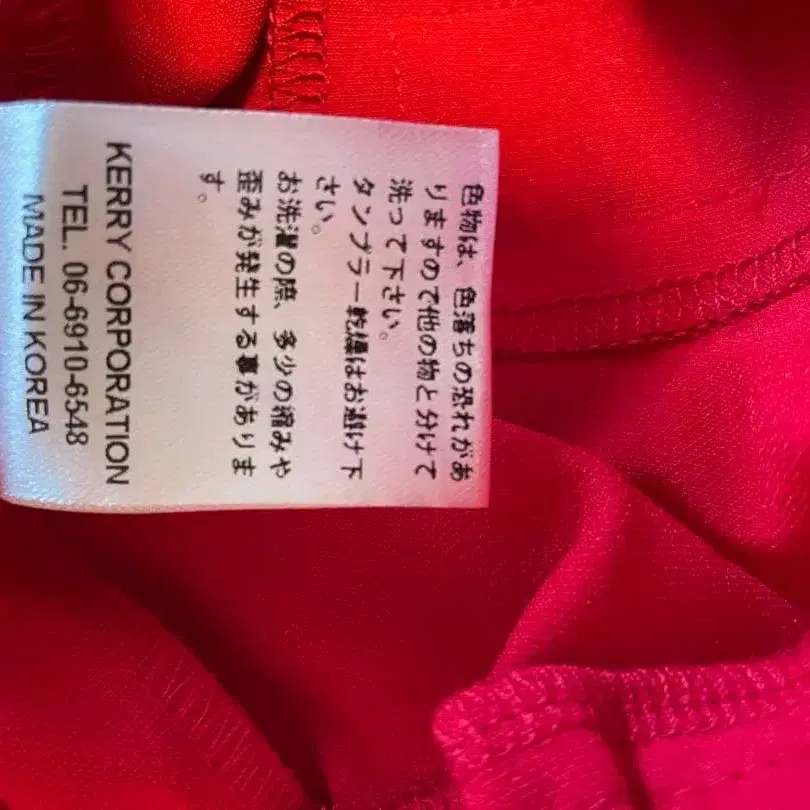 色物は、色落ちの恐れがあ
りますので他の物と分けて
洗って下さい。
タンブラー乾燥はお避け下
さい。
お洗濯の際、多少の縮みや
歪みが発生する事がありま
す。
KERRY CORPORATION
TEL. 06-6910-6548
MADE IN KOREA